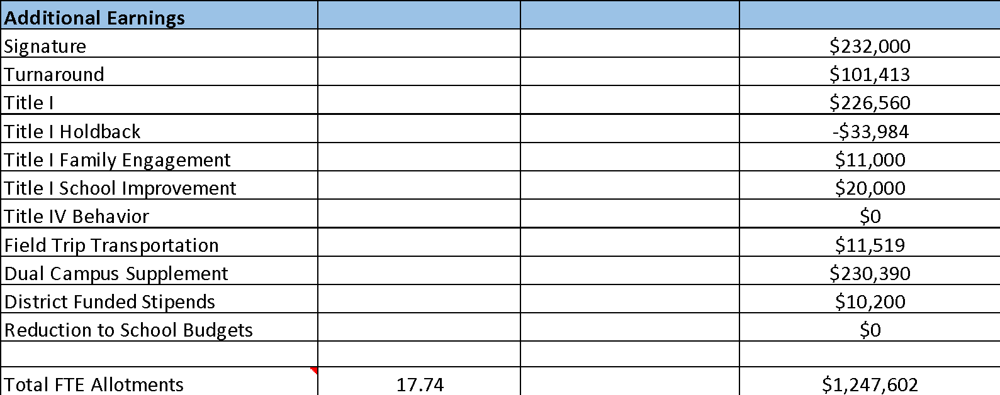 Additional Earnings
Signature $232,000
Turnaround $101,413
Title I $226,560
Title I Holdback -$33,984
Title I Family Engagement $11,000
Title I School Improvement $20,000
Title IV Behavior $0
Field Trip Transportation $11,519
Dual Campus Supplement $230,390
District Funded Stipends $10,200
Reduction to School Budgets $0
Total FTE Allotments 17.74 $1,247,602